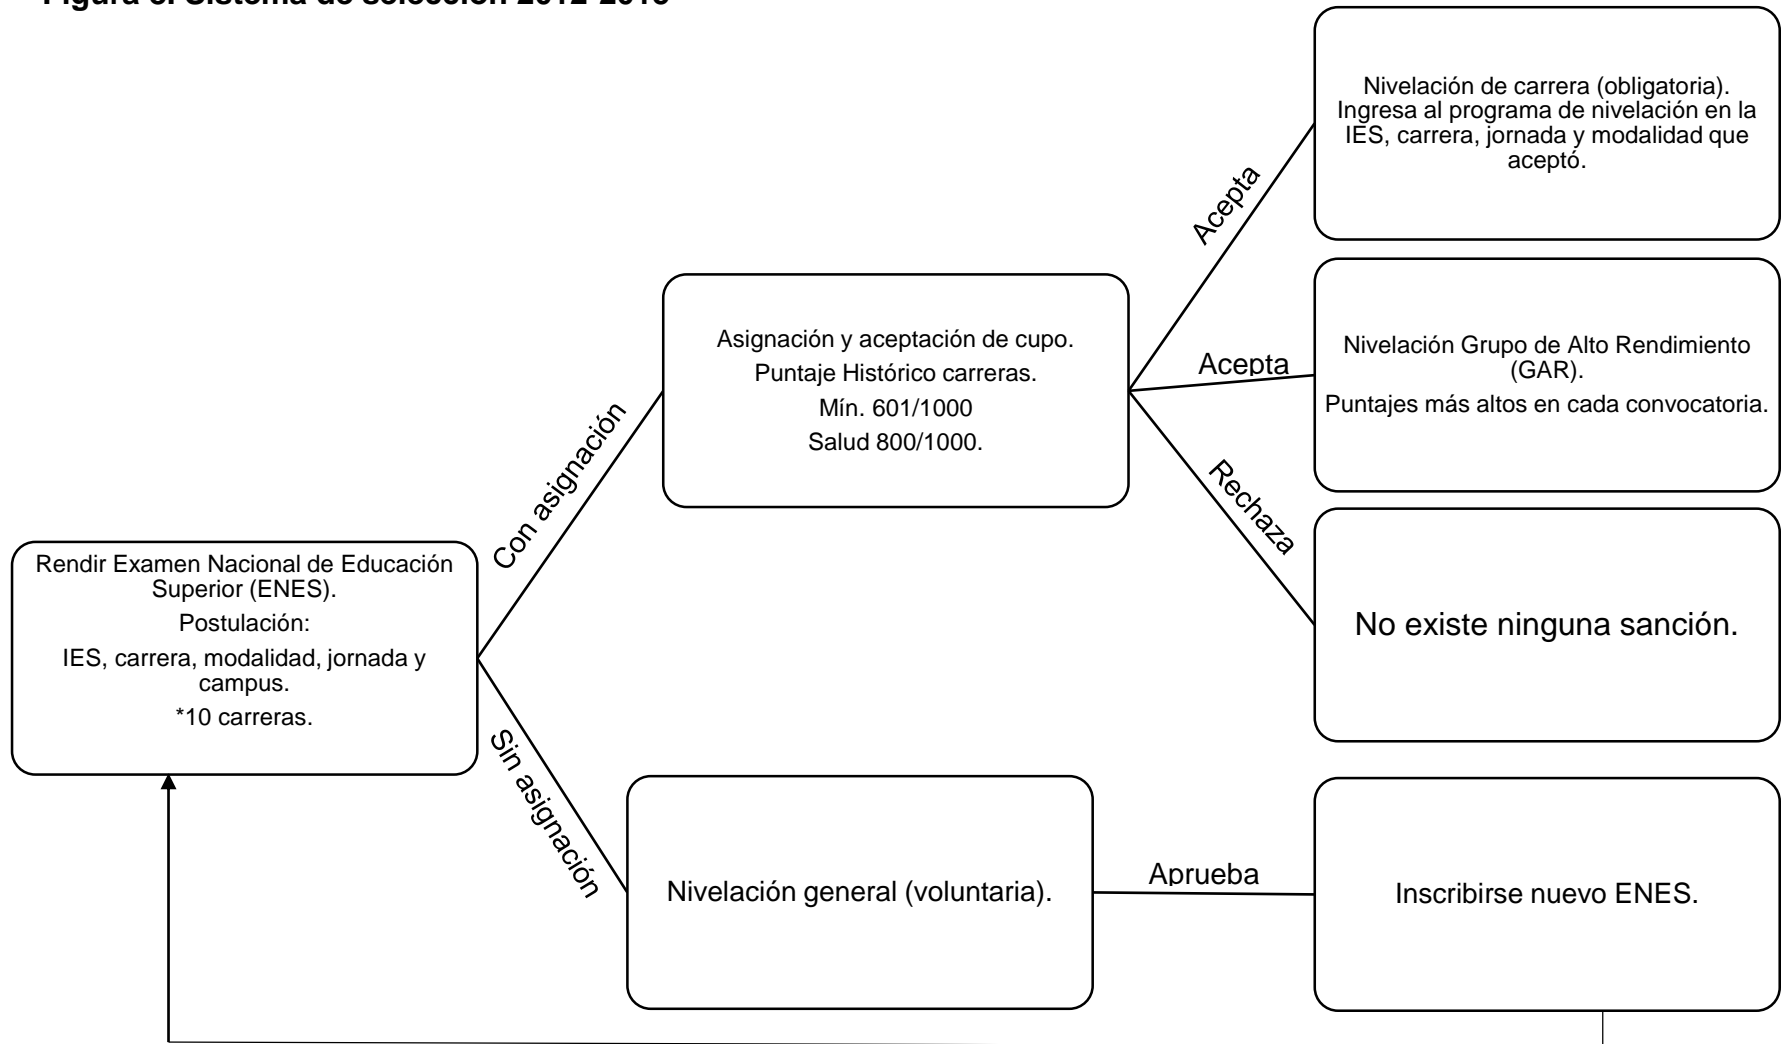 Nivelación de carrera (obligatoria).
Ingresa al programa de nivelación en la
IES, carrera, jornada y modalidad que
aceptó.
Acepta
Asignación y aceptación de cupo.
Puntaje Histórico carreras.
Mín. 601/1000
Salud 800/1000.
Acepta
Nivelación Grupo de Alto Rendimiento
(GAR).
Puntajes más altos en cada convocatoria.
Con asignación
Rechaza
No existe ninguna sanción.
Rendir Examen Nacional de Educación
Superior (ENES).
Postulación:
IES, carrera, modalidad, jornada y
campus.
*10 carreras.
Sin asignación
Nivelación general (voluntaria).
Aprueba
Inscribirse nuevo ENES.